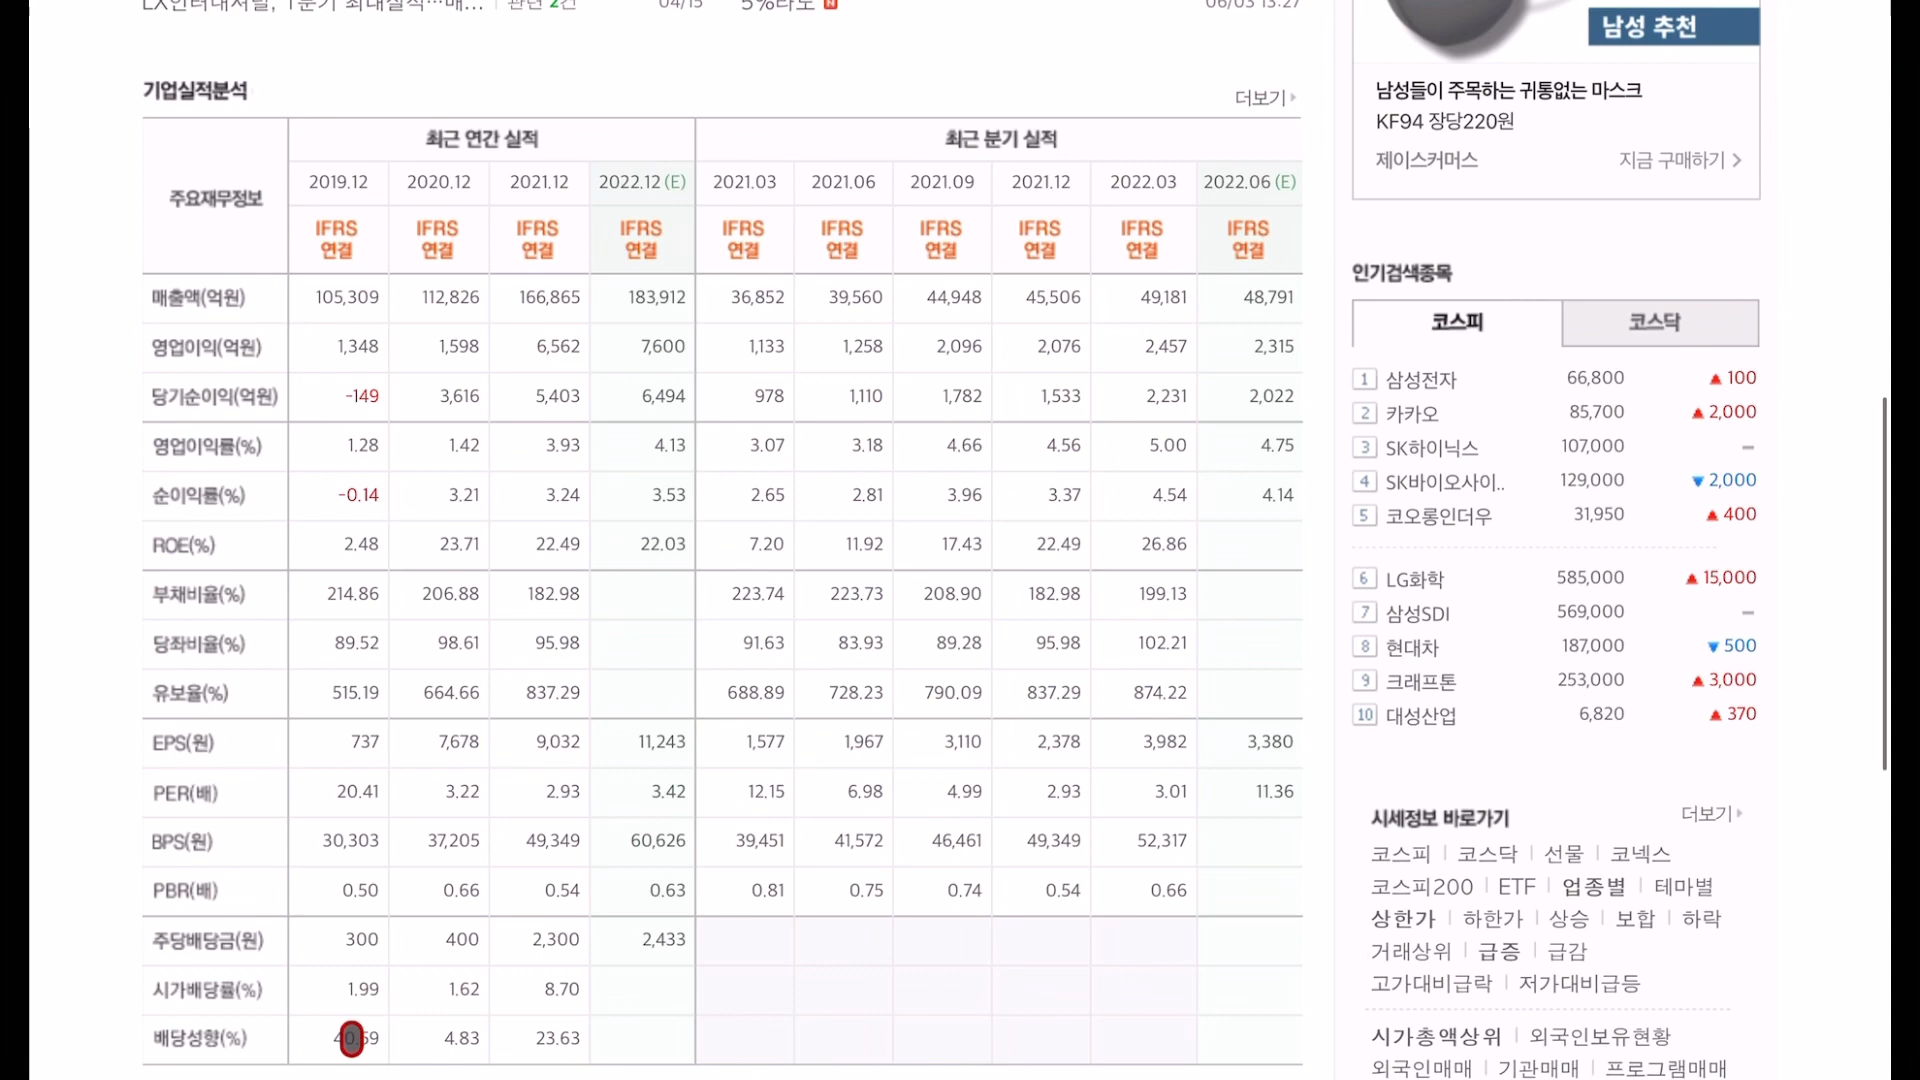 LX인터내셔널, 1분기 최대실적…매... | 관련 2건 04/15 5%라도 N 06/03 13:27
기업실적분석 더보기
주요재무정보 최근 연간 실적 최근 분기 실적
2019.12 2020.12 2021.12 2022.12 (E) 2021.03 2021.06 2021.09 2021.12 2022.03 2022.06 (E)
IFRS IFRS IFRS IFRS IFRS IFRS IFRS IFRS IFRS IFRS
연결 연결 연결 연결 연결 연결 연결 연결 연결 연결
매출액(억원) 105,309 112,826 166,865 183,912 36,852 39,560 44,948 45,506 49,181 48,791
영업이익(억원) 1,348 1,598 6,562 7,600 1,133 1,258 2,096 2,076 2,457 2,315
당기순이익(억원) -149 3,616 5,403 6,494 978 1,110 1,782 1,533 2,231 2,022
영업이익률(%) 1.28 1.42 3.93 4.13 3.07 3.18 4.66 4.56 5.00 4.75
순이익률(%) -0.14 3.21 3.24 3.53 2.65 2.81 3.96 3.37 4.54 4.14
ROE(%) 2.48 23.71 22.49 22.03 7.20 11.92 17.43 22.49 26.86
부채비율(%) 214.86 206.88 182.98 223.74 223.73 208.90 182.98 199.13
당좌비율(%) 89.52 98.61 95.98 91.63 83.93 89.28 95.98 102.21
유보율(%) 515.19 664.66 837.29 688.89 728.23 790.09 837.29 874.22
EPS(원) 737 7,678 9,032 11,243 1,577 1,967 3,110 2,378 3,982 3,380
PER(배) 20.41 3.22 2.93 3.42 12.15 6.98 4.99 2.93 3.01 11.36
BPS(원) 30,303 37,205 49,349 60,626 39,451 41,572 46,461 49,349 52,317
PBR(배) 0.50 0.66 0.54 0.63 0.81 0.75 0.74 0.54 0.66
주당배당금(원) 300 400 2,300 2,433
시가배당률(%) 1.99 1.62 8.70
배당성향(%) 40.59 4.83 23.63
남성 추천
남성들이 주목하는 귀통없는 마스크
KF94 장당220원
제이스커머스 지금 구매하기 >
인기검색종목
코스피 코스닥
1 삼성전자 66,800 ▲ 100
2 카카오 85,700 ▲ 2,000
3 SK하이닉스 107,000 –
4 SK바이오사이.. 129,000 ▼ 2,000
5 코오롱인더우 31,950 ▲ 400
6 LG화학 585,000 ▲ 15,000
7 삼성SDI 569,000 –
8 현대차 187,000 ▼ 500
9 크래프톤 253,000 ▲ 3,000
10 대성산업 6,820 ▲ 370
시세정보 바로가기 더보기
코스피 | 코스닥 | 선물 | 코넥스
코스피200 | ETF | 업종별 | 테마별
상한가 | 하한가 | 상승 | 보합 | 하락
거래상위 | 급증 | 급감
고가대비급락 | 저가대비급등
시가총액상위 | 외국인보유현황
외국인매매 | 기관매매 | 프로그램매매